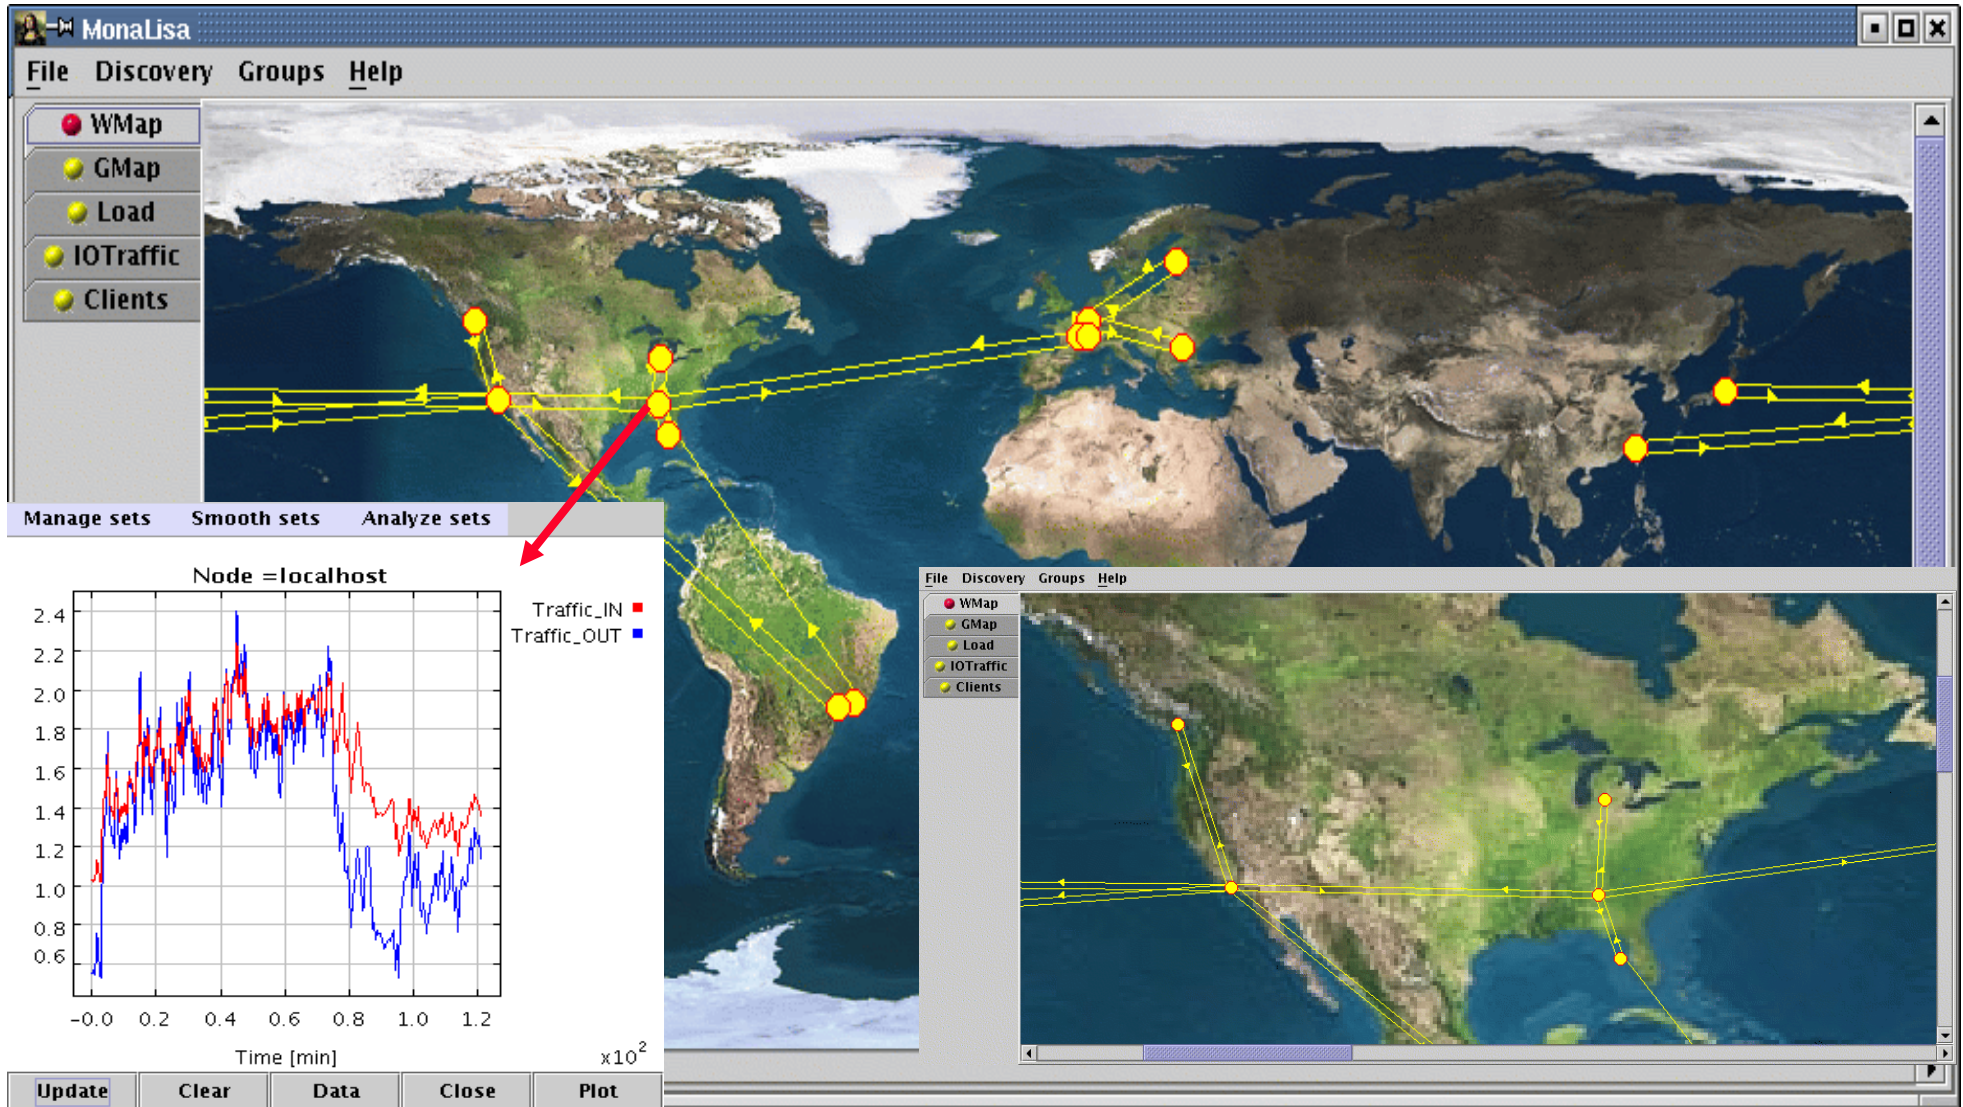 MonaLisa
File Discovery Groups Help
WMap
GMap
Load
IOTraffic
Clients
Manage sets Smooth sets Analyze sets
Node =localhost
Traffic_IN
Traffic_OUT
2.4
2.2
2.0
1.8
1.6
1.4
1.2
1.0
0.8
0.6
-0.0 0.2 0.4 0.6 0.8 1.0 1.2
Time [min] x10²
Update Clear Data Close Plot
File Discovery Groups Help
WMap
GMap
Load
IOTraffic
Clients